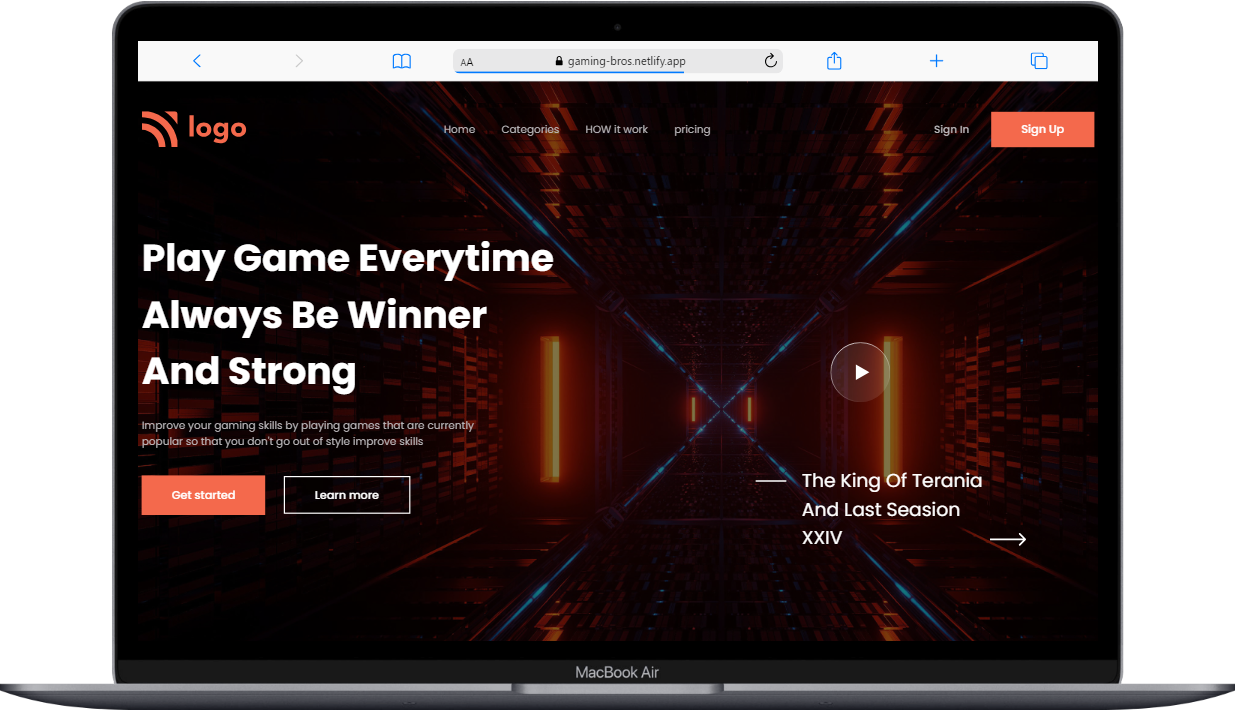 AA
gaming-bros.netlify.app
logo
Home Categories HOW it work pricing
Sign In Sign Up
Play Game Everytime
Always Be Winner
And Strong
Improve your gaming skills by playing games that are currently
popular so that you don't go out of style improve skills
Get started Learn more
The King Of Terania
And Last Seasion
XXIV
MacBook Air